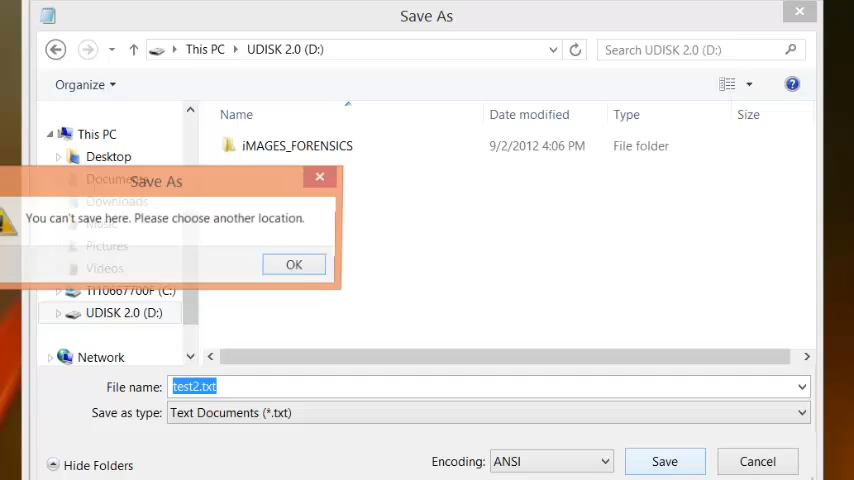 Save As
This PC
UDISK 2.0 (D:)
Search UDISK 2.0 (D:)
Organize
Name
Date modified
Type
Size
This PC
iMAGES_FORENSICS
9/2/2012 4:06 PM
File folder
Desktop
Documents
Save As
Downloads
You can't save here. Please choose another location.
Music
Pictures
OK
Videos
TI10667700F (C:)
UDISK 2.0 (D:)
Network
File name:
test2.txt
Save as type:
Text Documents (*.txt)
Hide Folders
Encoding:
ANSI
Save
Cancel